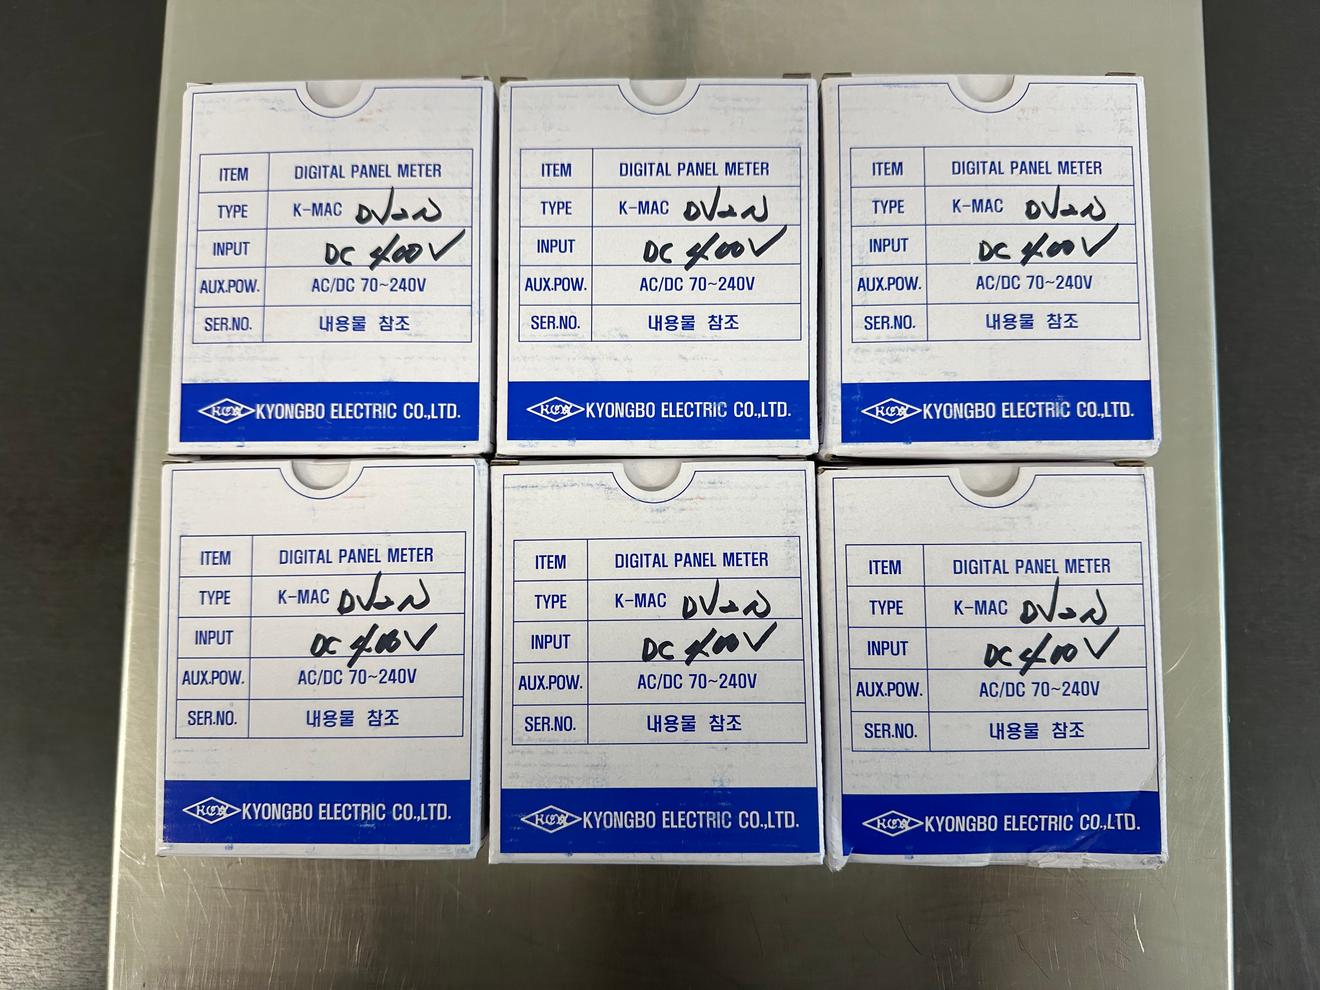 ITEM DIGITAL PANEL METER
TYPE K-MAC DV-N
INPUT DC 400V
AUX.POW. AC/DC 70~240V
SER.NO. 내용물 참조
KYONGBO ELECTRIC CO.,LTD.
ITEM DIGITAL PANEL METER
TYPE K-MAC DV-N
INPUT DC 400V
AUX.POW. AC/DC 70~240V
SER.NO. 내용물 참조
KYONGBO ELECTRIC CO.,LTD.
ITEM DIGITAL PANEL METER
TYPE K-MAC DV-N
INPUT DC 400V
AUX.POW. AC/DC 70~240V
SER.NO. 내용물 참조
KYONGBO ELECTRIC CO.,LTD.
ITEM DIGITAL PANEL METER
TYPE K-MAC DV-N
INPUT DC 400V
AUX.POW. AC/DC 70~240V
SER.NO. 내용물 참조
KYONGBO ELECTRIC CO.,LTD.
ITEM DIGITAL PANEL METER
TYPE K-MAC DV-N
INPUT DC 400V
AUX.POW. AC/DC 70~240V
SER.NO. 내용물 참조
KYONGBO ELECTRIC CO.,LTD.
ITEM DIGITAL PANEL METER
TYPE K-MAC DV-N
INPUT DC 400V
AUX.POW. AC/DC 70~240V
SER.NO. 내용물 참조
KYONGBO ELECTRIC CO.,LTD.